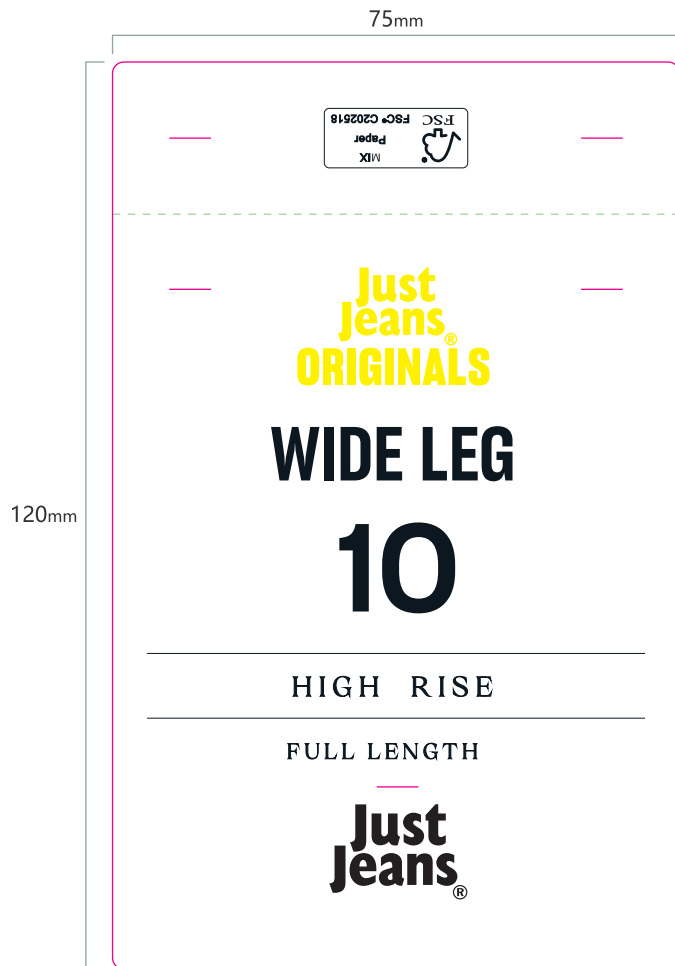 75mm
MIX
Paper
FSC® C202518
FSC
Just
Jeans®
ORIGINALS
WIDE LEG
120mm
10
HIGH RISE
FULL LENGTH
Just
Jeans®